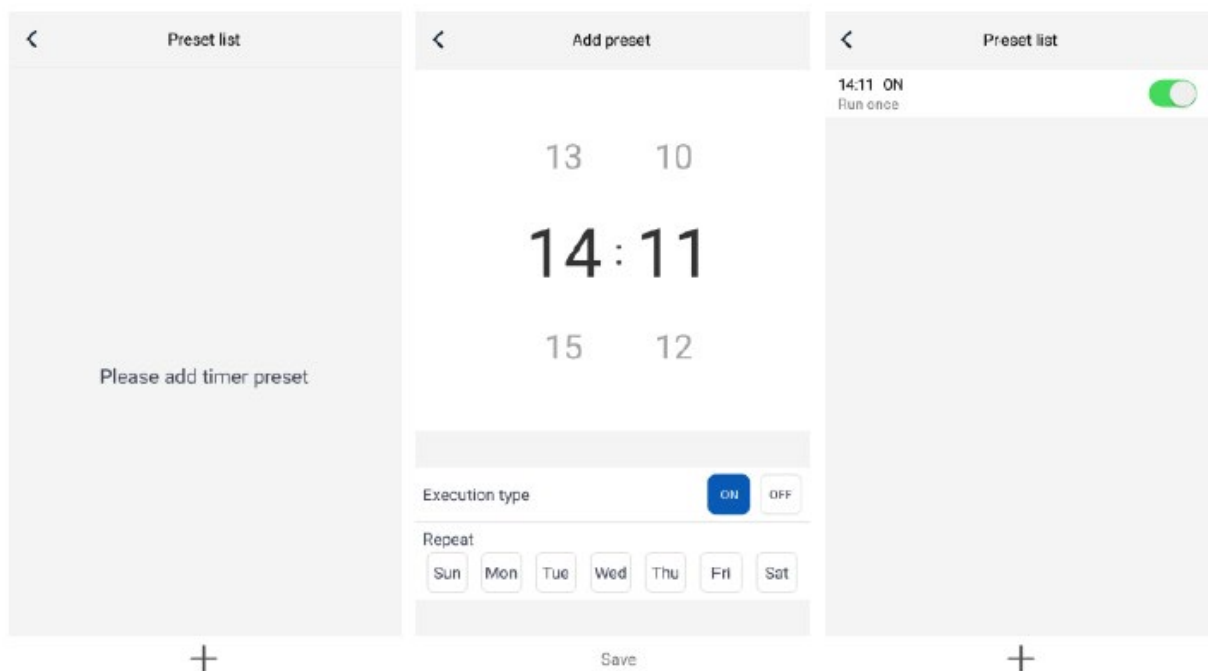 Preset list
Please add timer preset
+
Add preset
13 10
14 : 11
15 12
Execution type ON OFF
Repeat
Sun Mon Tue Wed Thu Fri Sat
Save
Preset list
14:11 ON
Run once
+